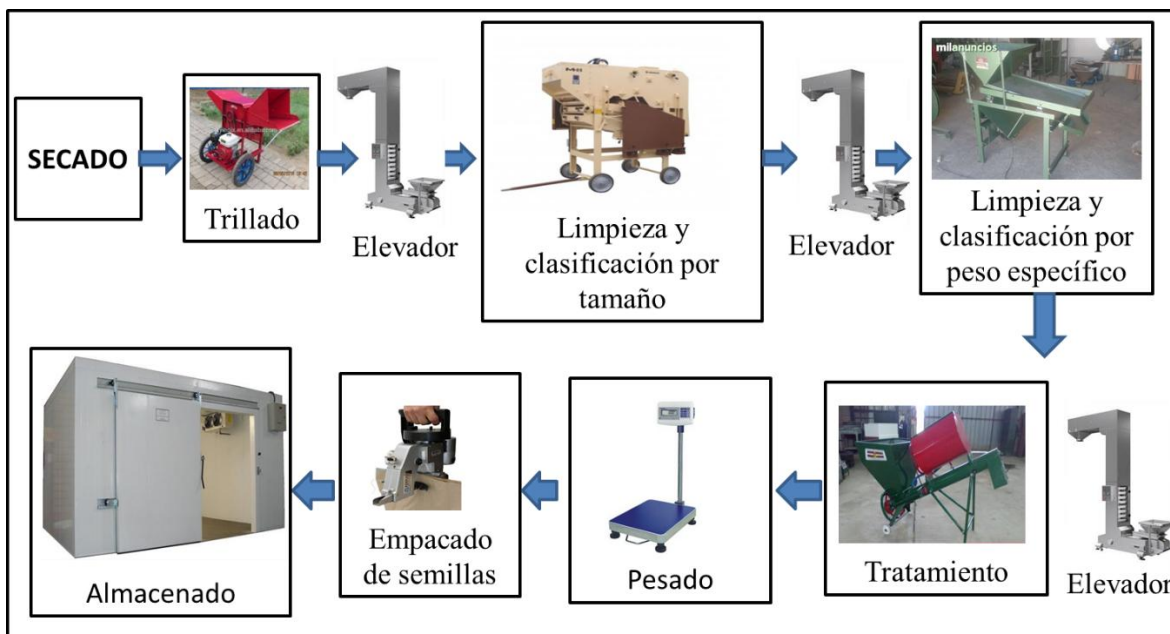 SECADO
Trillado
Elevador
Limpieza y
clasificación por
tamaño
Elevador
milanuncios
Limpieza y
clasificación por
peso específico
Almacenado
Empacado
de semillas
Pesado
Tratamiento
Elevador